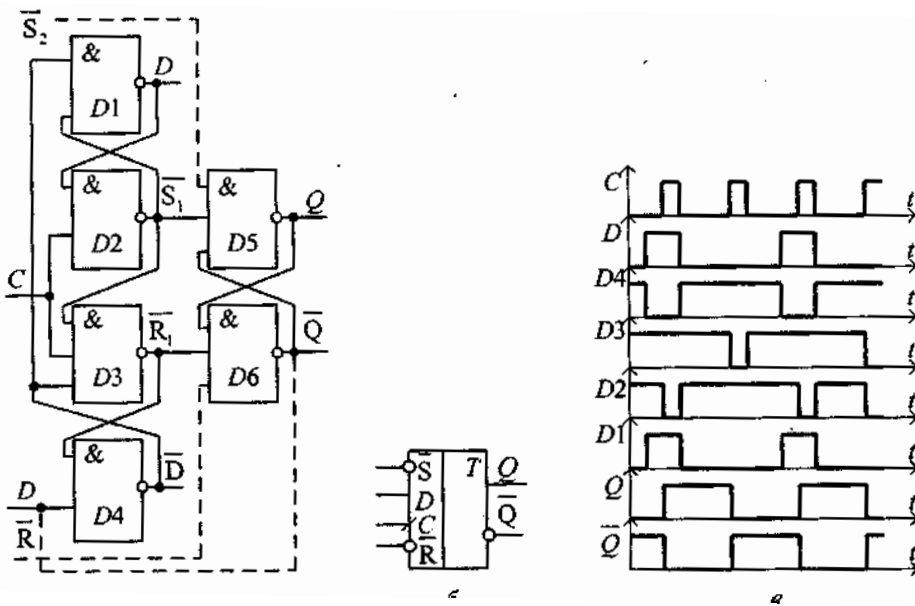 S̅₂
&
D
D1
&
S̅₁
&
Q
D2
D5
C
&
R̅₁
&
Q̅
D3
D6
&
D̅
D
D4
R̅
S̅
T
Q
D
C
Q̅
R̅
б
C
t
D
t
D4
t
D3
t
D2
t
D1
t
Q
t
Q̅
t
в